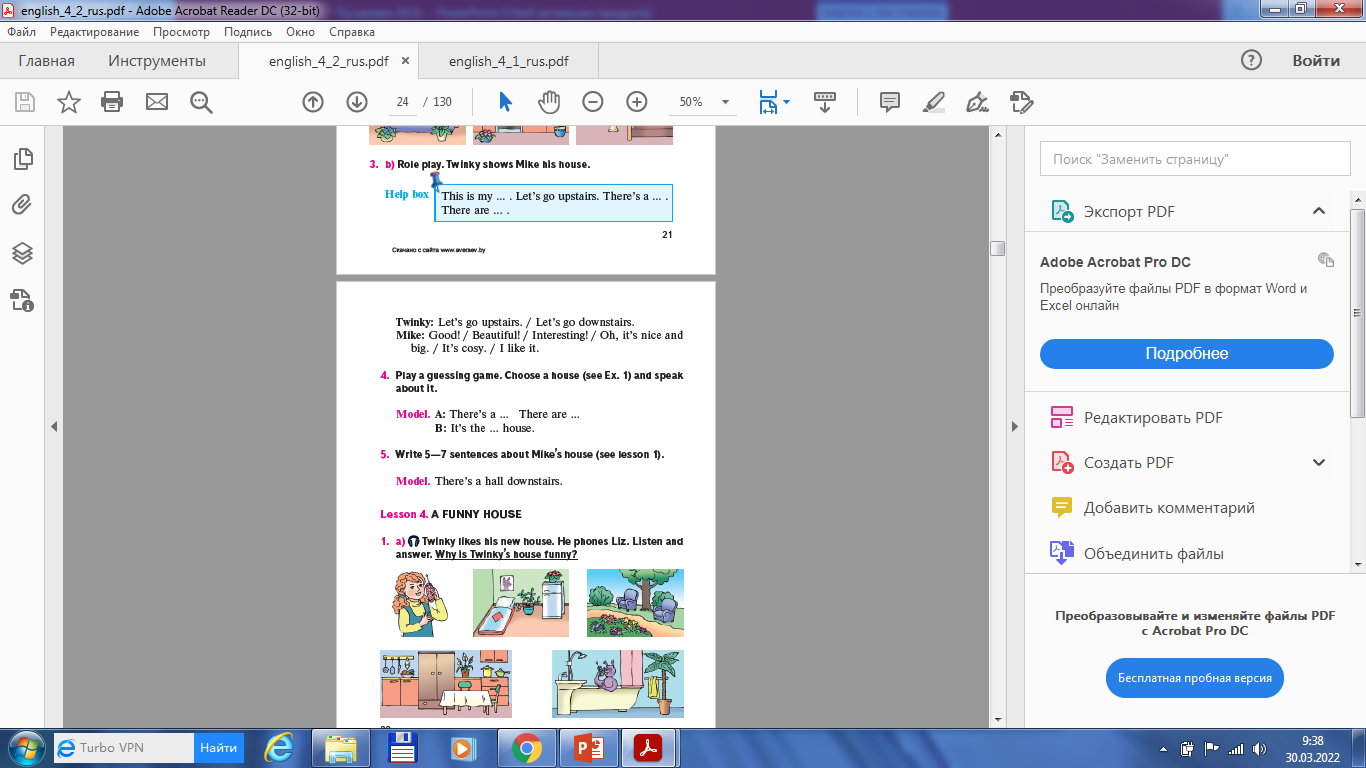 english_4_2_rus.pdf - Adobe Acrobat Reader DC (32-bit)
Файл Редактирование Просмотр Подпись Окно Справка
Главная Инструменты english_4_2_rus.pdf × english_4_1_rus.pdf ? Войти
24 / 130 50%
3. b) Role play. Twinky shows Mike his house.
Help box This is my ... . Let's go upstairs. There's a ... .
There are ... .
21
Скачано с сайта www.aversev.by
Twinky: Let's go upstairs. / Let's go downstairs.
Mike: Good! / Beautiful! / Interesting! / Oh, it's nice and
big. / It's cosy. / I like it.
4. Play a guessing game. Choose a house (see Ex. 1) and speak
about it.
Model. A: There's a ... There are ...
B: It's the ... house.
5. Write 5—7 sentences about Mike's house (see lesson 1).
Model. There's a hall downstairs.
Lesson 4. A FUNNY HOUSE
1. a) Twinky likes his new house. He phones Liz. Listen and
answer. Why is Twinky's house funny?
Поиск "Заменить страницу"
Экспорт PDF
Adobe Acrobat Pro DC
Преобразуйте файлы PDF в формат Word и
Excel онлайн
Подробнее
Редактировать PDF
Создать PDF
Добавить комментарий
Объединить файлы
Преобразовывайте и изменяйте файлы PDF
с Acrobat Pro DC
Бесплатная пробная версия
Turbo VPN Найти
9:38
30.03.2022